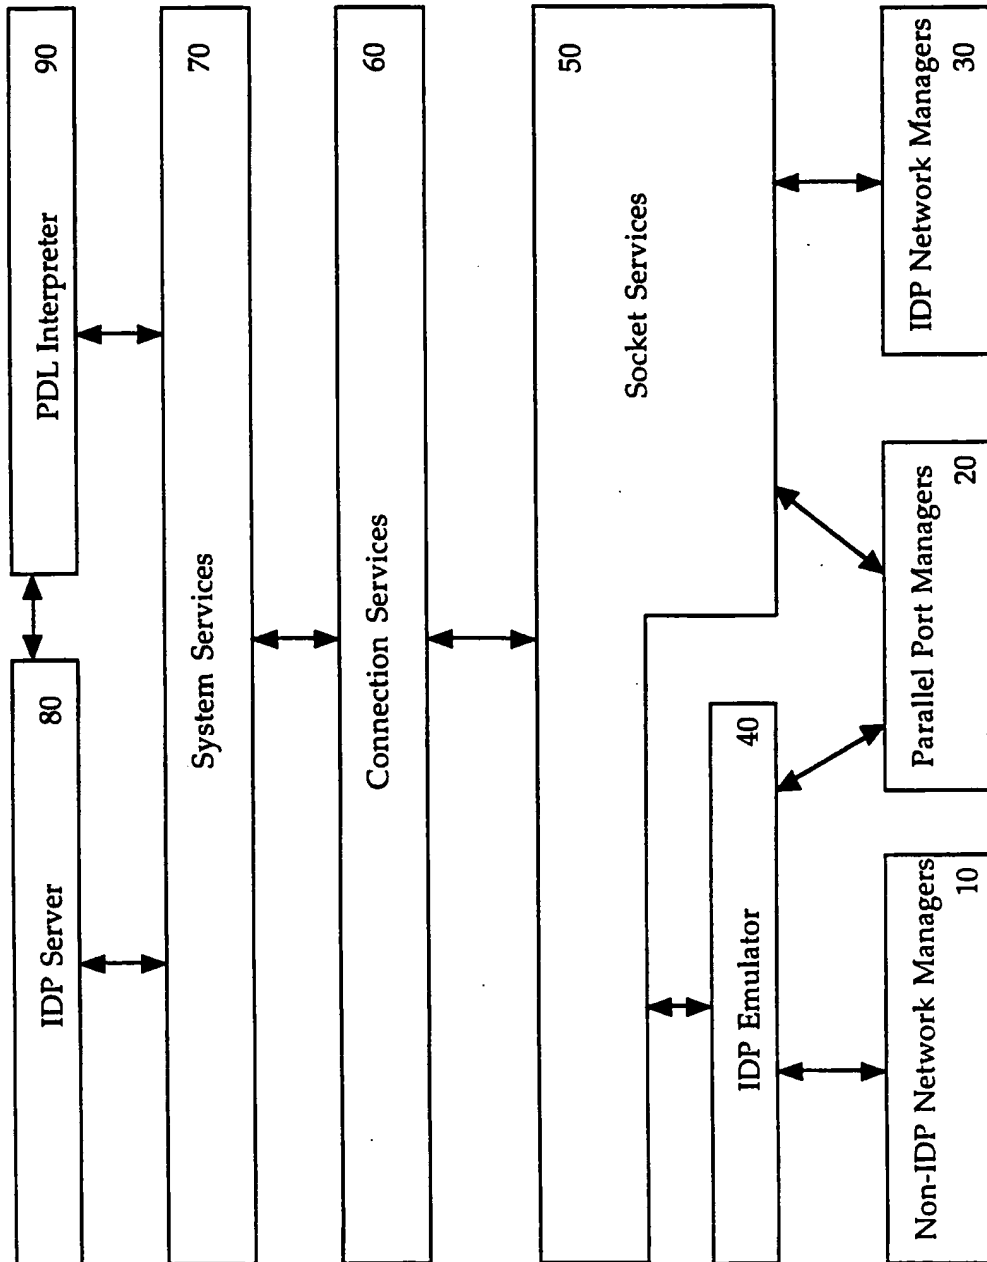 IDP Server
80
PDL Interpreter
90
System Services
70
Connection Services
60
Socket Services
50
IDP Emulator
40
Non-IDP Network Managers
10
Parallel Port Managers
20
IDP Network Managers
30